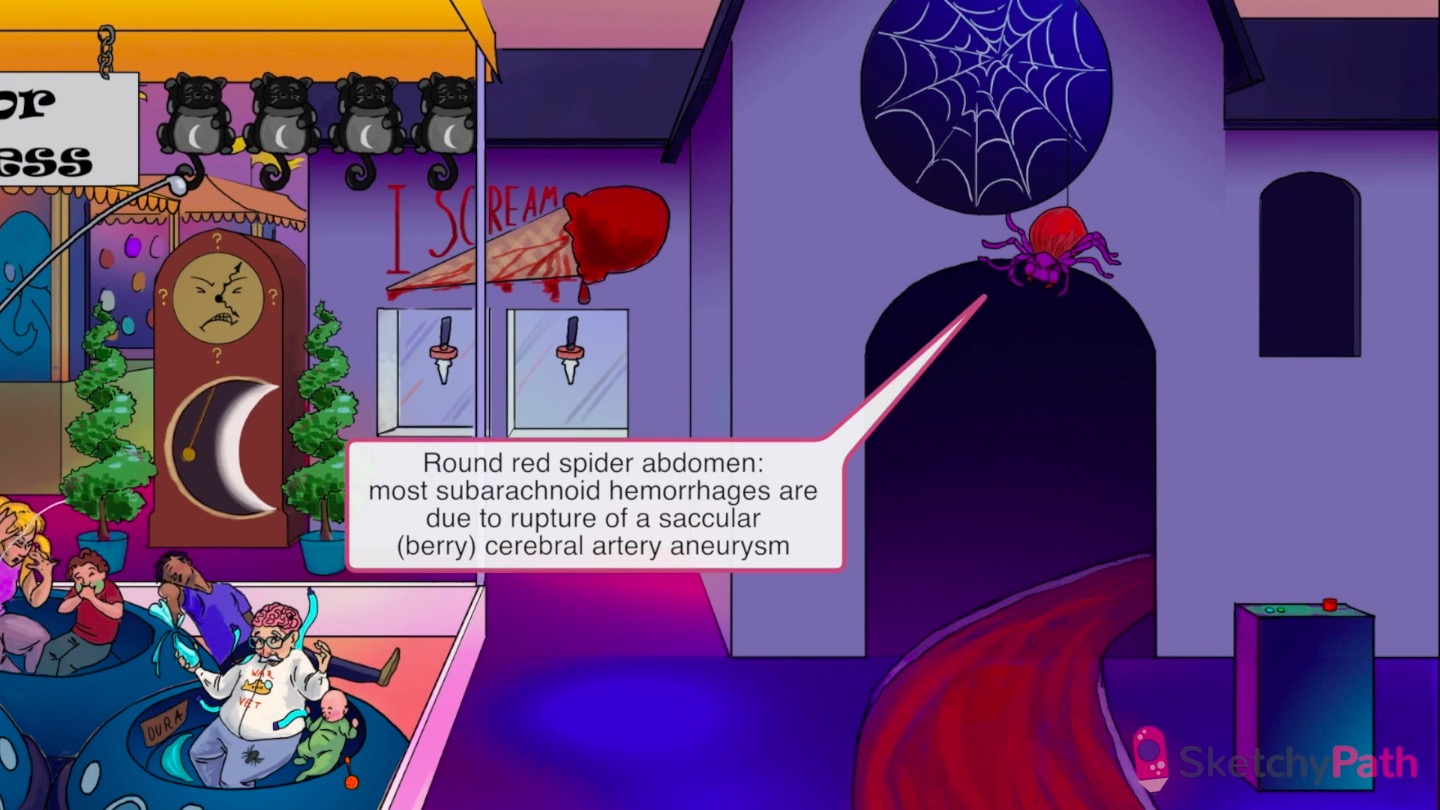 or
ess
I SCREAM
Round red spider abdomen:
most subarachnoid hemorrhages are
due to rupture of a saccular
(berry) cerebral artery aneurysm
? 
? ?
?
WAR
VET
DURA
SketchyPath